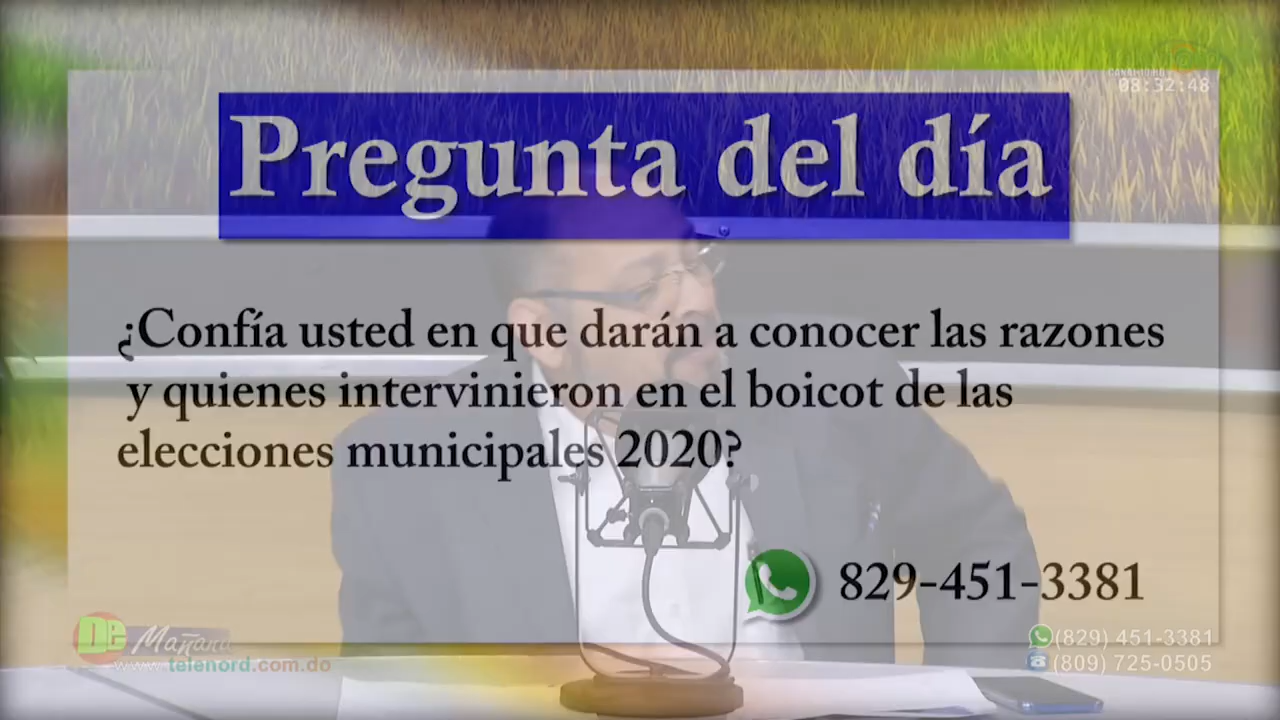 08:32:48
Pregunta del día
¿Confía usted en que darán a conocer las razones
y quienes intervinieron en el boicot de las
elecciones municipales 2020?
829-451-3381
De Mañana
www.telenord.com.do
(829) 451-3381
(809) 725-0505